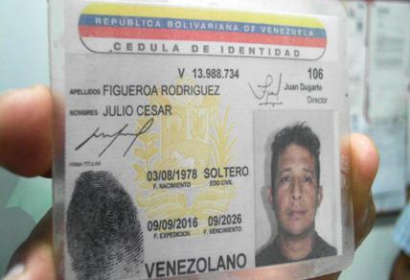 REPUBLICA BOLIVARIANA DE VENEZUELA
CEDULA DE IDENTIDAD
V 13.988.734
106
APELLIDOS FIGUEROA RODRIGUEZ
Juan Dugarte
Director
NOMBRES JULIO CESAR
FIRMA TITULAR
03/08/1978 SOLTERO
F. NACIMIENTO EDO CIVIL
09/09/2016 09/2026
F. EXPEDICION F. VENCIMIENTO
VENEZOLANO